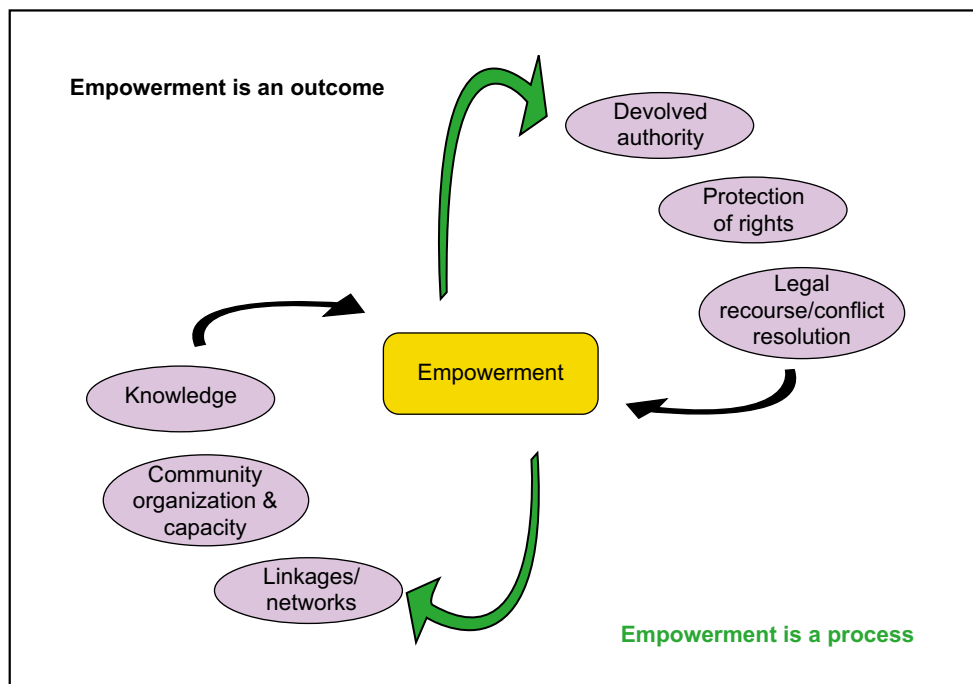 Empowerment is an outcome
Devolved
authority
Protection
of rights
Legal
recourse/conflict
resolution
Empowerment
Knowledge
Community
organization &
capacity
Linkages/
networks
Empowerment is a process